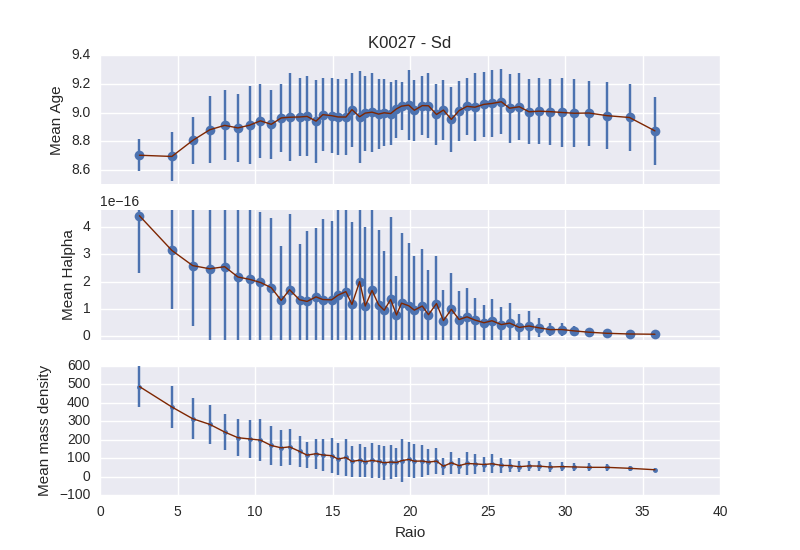 K0027 - Sd
Mean Age
9.4
9.2
9.0
8.8
8.6
1e−16
Mean Halpha
4
3
2
1
0
Mean mass density
600
500
400
300
200
100
0
−100
0 5 10 15 20 25 30 35 40
Raio